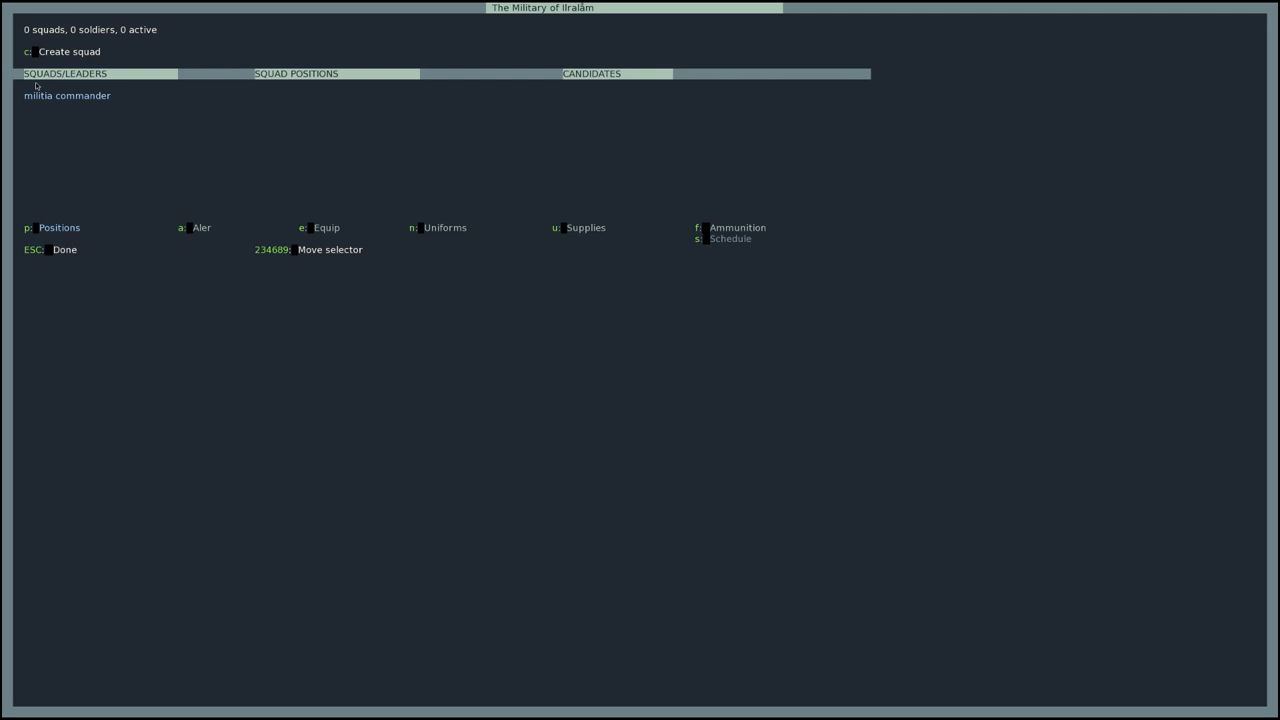 The Military of Ilralåm
0 squads, 0 soldiers, 0 active
c: Create squad
SQUADS/LEADERS SQUAD POSITIONS CANDIDATES
militia commander
p: Positions a: Aler e: Equip n: Uniforms u: Supplies f: Ammunition
s: Schedule
ESC: Done 234689: Move selector